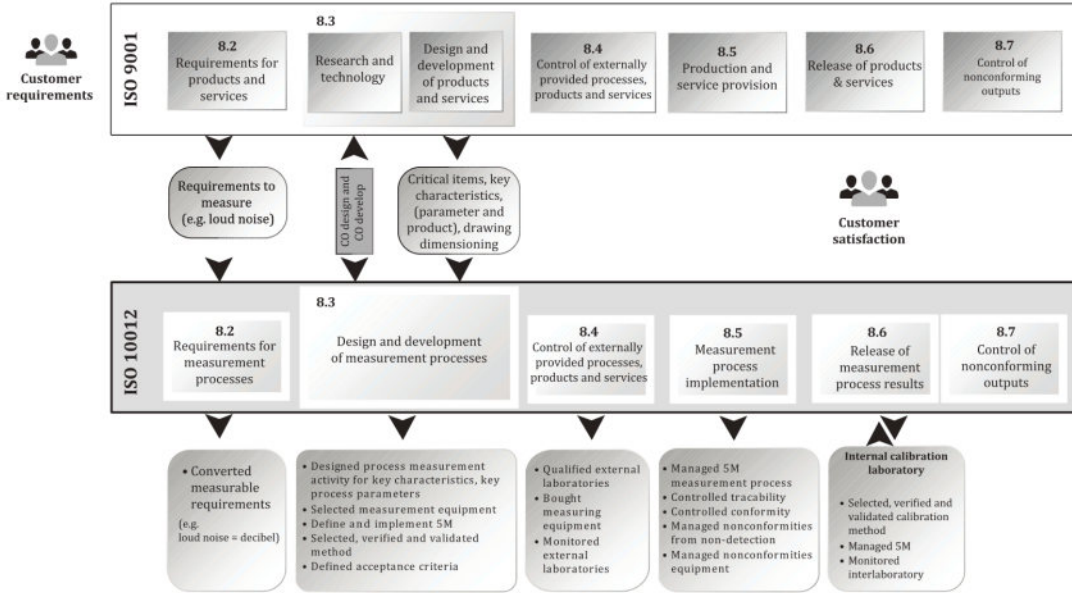 Customer
requirements
ISO 9001
8.2
Requirements for
products and
services
8.3
Research and
technology
Design and
development
of products
and services
8.4
Control of externally
provided processes,
products and services
8.5
Production and
service provision
8.6
Release of products
& services
8.7
Control of
nonconforming
outputs
Requirements to
measure
(e.g. loud noise)
CO design and
CO develop
Critical items, key
characteristics,
(parameter and
product), drawing
dimensioning
Customer
satisfaction
ISO 10012
8.2
Requirements for
measurement
processes
8.3
Design and development
of measurement processes
8.4
Control of externally
provided processes,
products and services
8.5
Measurement
process
implementation
8.6
Release of
measurement
process results
8.7
Control of
nonconforming
outputs
• Converted
measurable
requirements
(e.g.
loud noise = decibel)
• Designed process measurement
activity for key characteristics, key
process parameters
• Selected measurement equipment
• Define and implement 5M
• Selected, verified and validated
method
• Defined acceptance criteria
• Qualified external
laboratories
• Bought
measuring
equipment
• Monitored
external
laboratories
• Managed 5M
measurement process
• Controlled tracability
• Controlled conformity
• Managed nonconformities
from non-detection
• Managed nonconformities
equipment
Internal calibration
laboratory
• Selected, verified and
validated calibration
method
• Managed 5M
• Monitored
interlaboratory